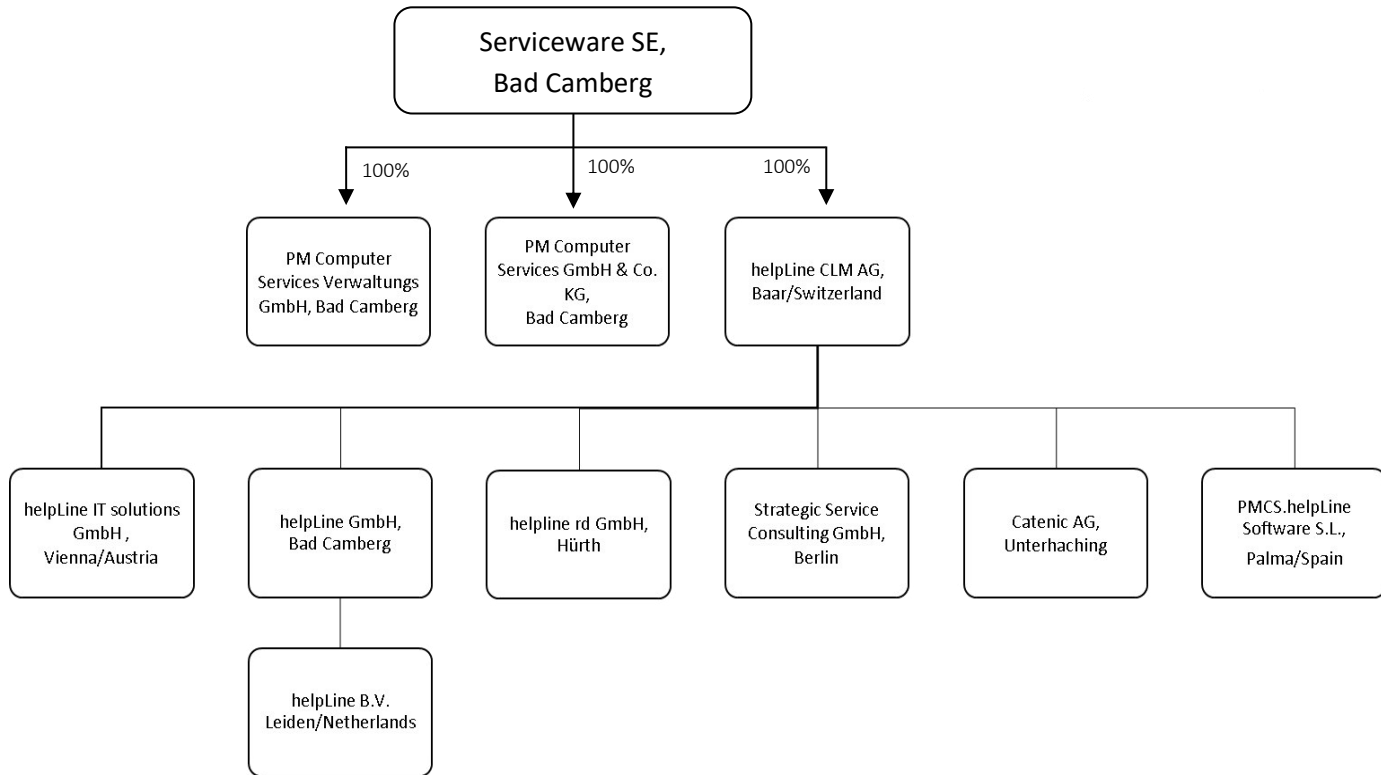 Serviceware SE,
Bad Camberg
100%
100%
100%
PM Computer
Services Verwaltungs
GmbH, Bad Camberg
PM Computer
Services GmbH & Co.
KG,
Bad Camberg
helpLine CLM AG,
Baar/Switzerland
helpLine IT solutions
GmbH ,
Vienna/Austria
helpLine GmbH,
Bad Camberg
helpline rd GmbH,
Hürth
Strategic Service
Consulting GmbH,
Berlin
Catenic AG,
Unterhaching
PMCS.helpLine
Software S.L.,
Palma/Spain
helpLine B.V.
Leiden/Netherlands